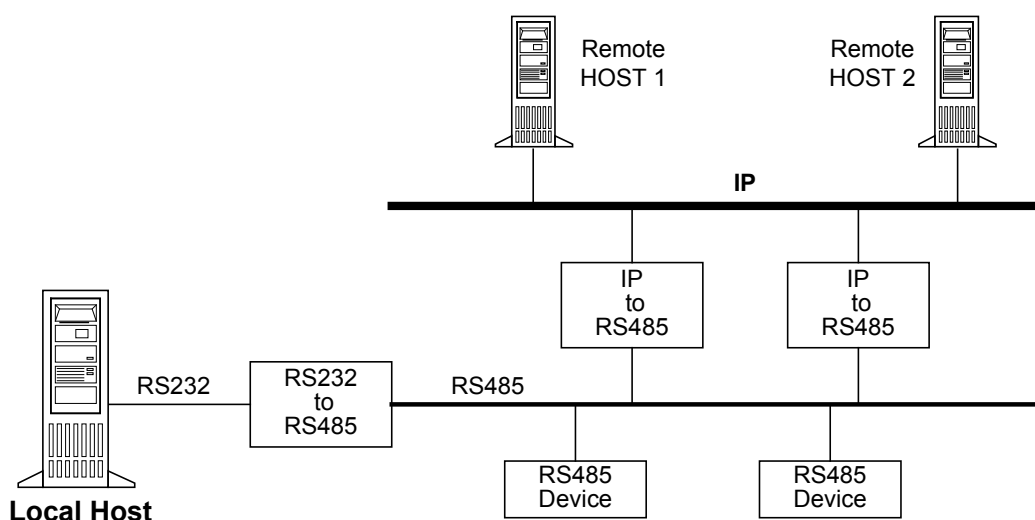 Remote
HOST 1
Remote
HOST 2
IP
IP
to
RS485
IP
to
RS485
RS232
RS232
to
RS485
RS485
RS485
Device
RS485
Device
Local Host